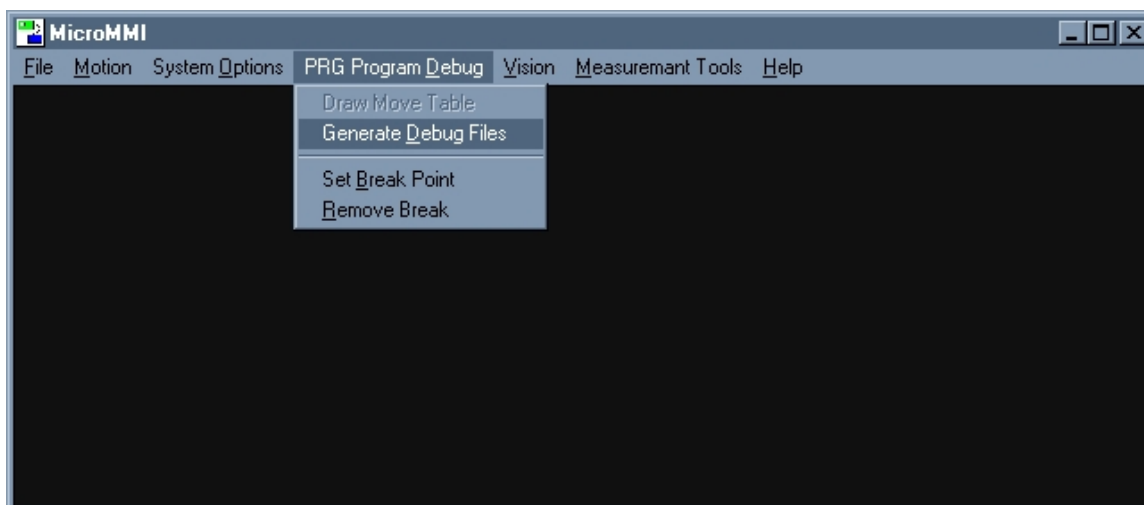 MicroMMI
File Motion System Options PRG Program Debug Vision Measuremant Tools Help
Draw Move Table
Generate Debug Files
Set Break Point
Remove Break